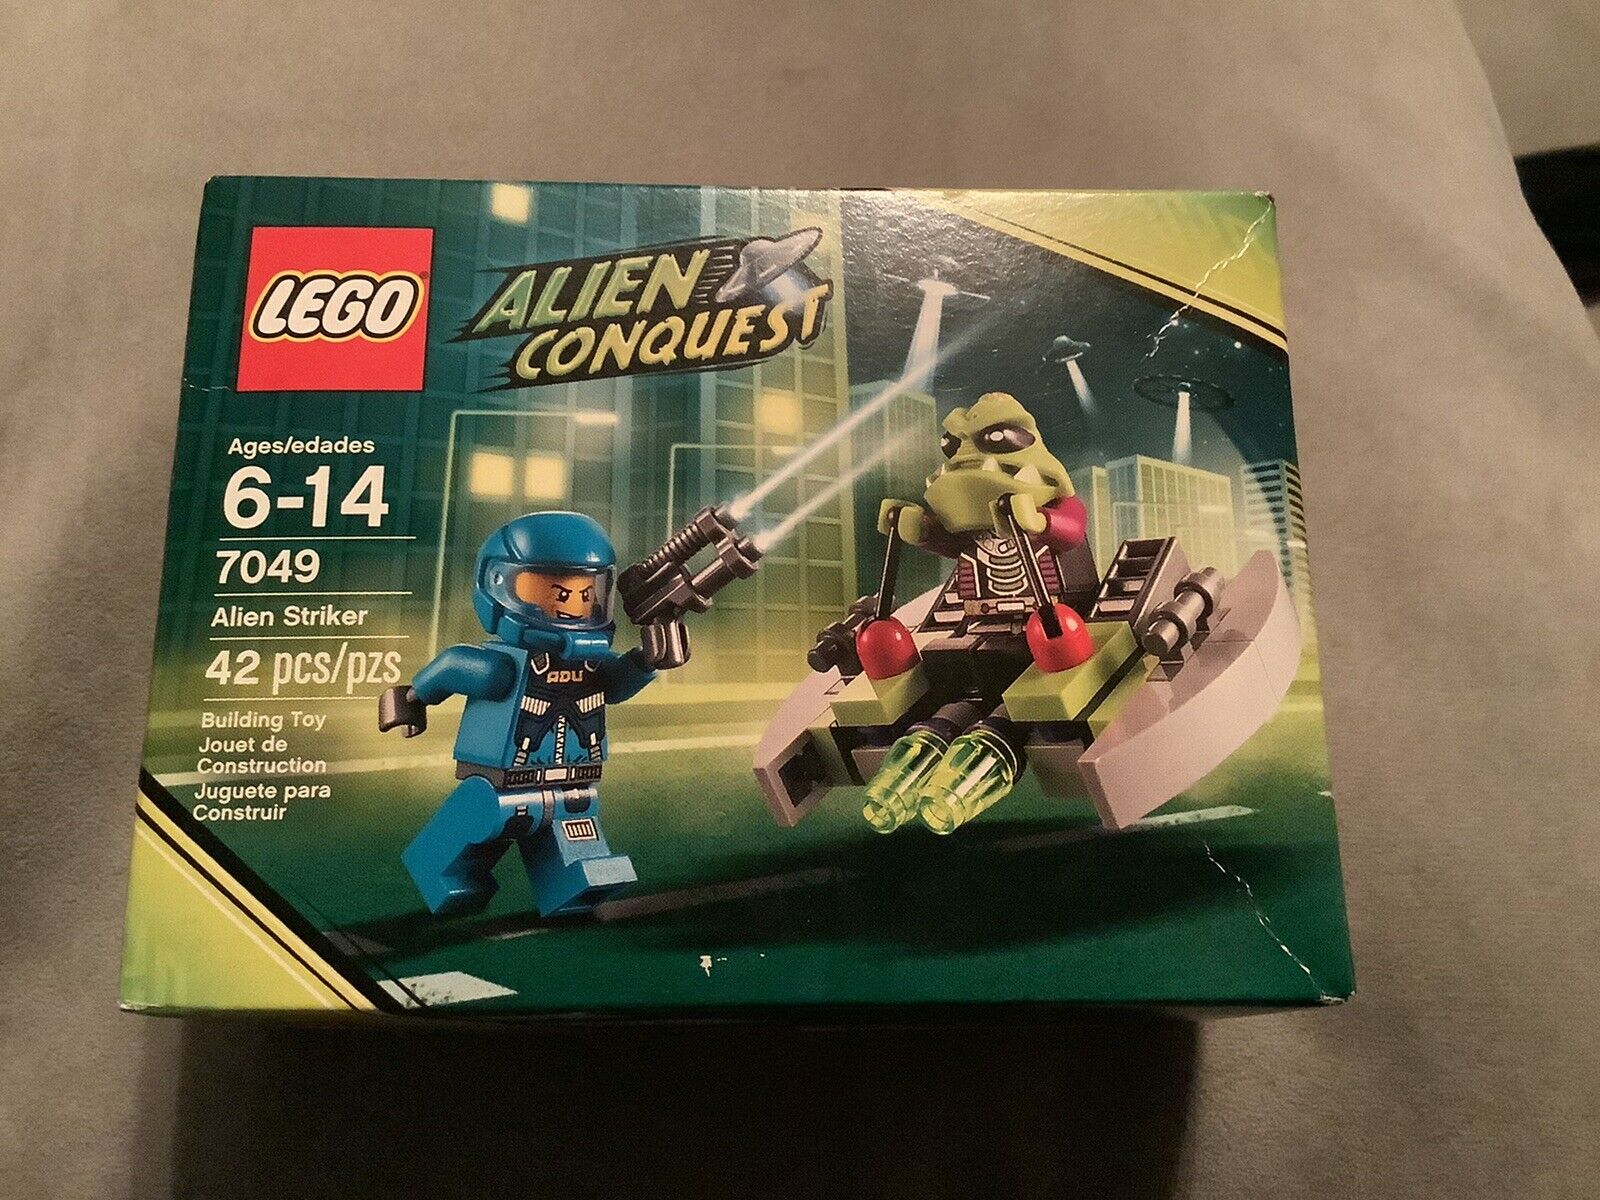 LEGO®
ALIEN
CONQUEST
Ages/edades
6-14
7049
Alien Striker
42 pcs/pzs
Building Toy
Jouet de
Construction
Juguete para
Construir
ADU